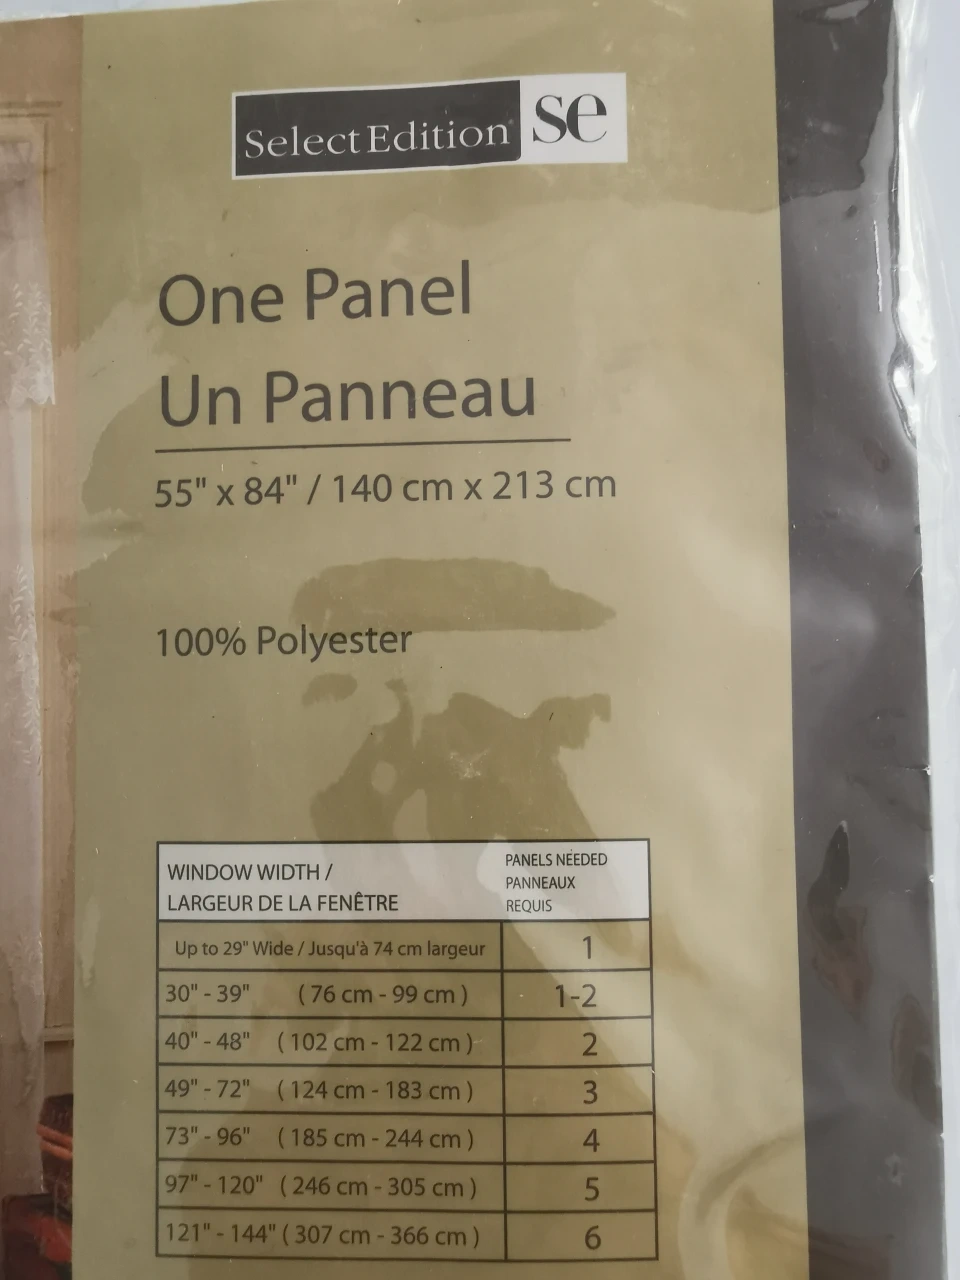 Select Edition se
One Panel
Un Panneau
55" x 84" / 140 cm x 213 cm
100% Polyester
WINDOW WIDTH /
LARGEUR DE LA FENÊTRE
PANELS NEEDED
PANNEAUX
REQUIS
Up to 29" Wide / Jusqu'à 74 cm largeur 1
30" - 39" ( 76 cm - 99 cm ) 1-2
40" - 48" ( 102 cm - 122 cm ) 2
49" - 72" ( 124 cm - 183 cm ) 3
73" - 96" ( 185 cm - 244 cm ) 4
97" - 120" ( 246 cm - 305 cm ) 5
121" - 144" ( 307 cm - 366 cm ) 6